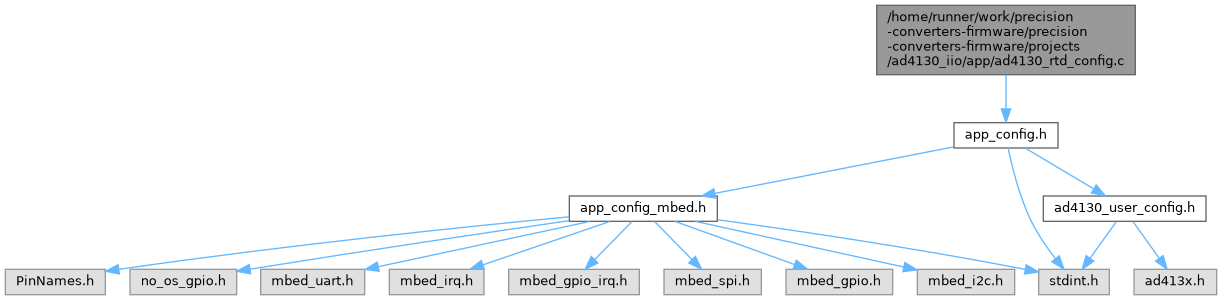 /home/runner/work/precision
-converters-firmware/precision
-converters-firmware/projects
/ad4130_iio/app/ad4130_rtd_config.c
app_config.h
app_config_mbed.h
ad4130_user_config.h
PinNames.h
no_os_gpio.h
mbed_uart.h
mbed_irq.h
mbed_gpio_irq.h
mbed_spi.h
mbed_gpio.h
mbed_i2c.h
stdint.h
ad413x.h